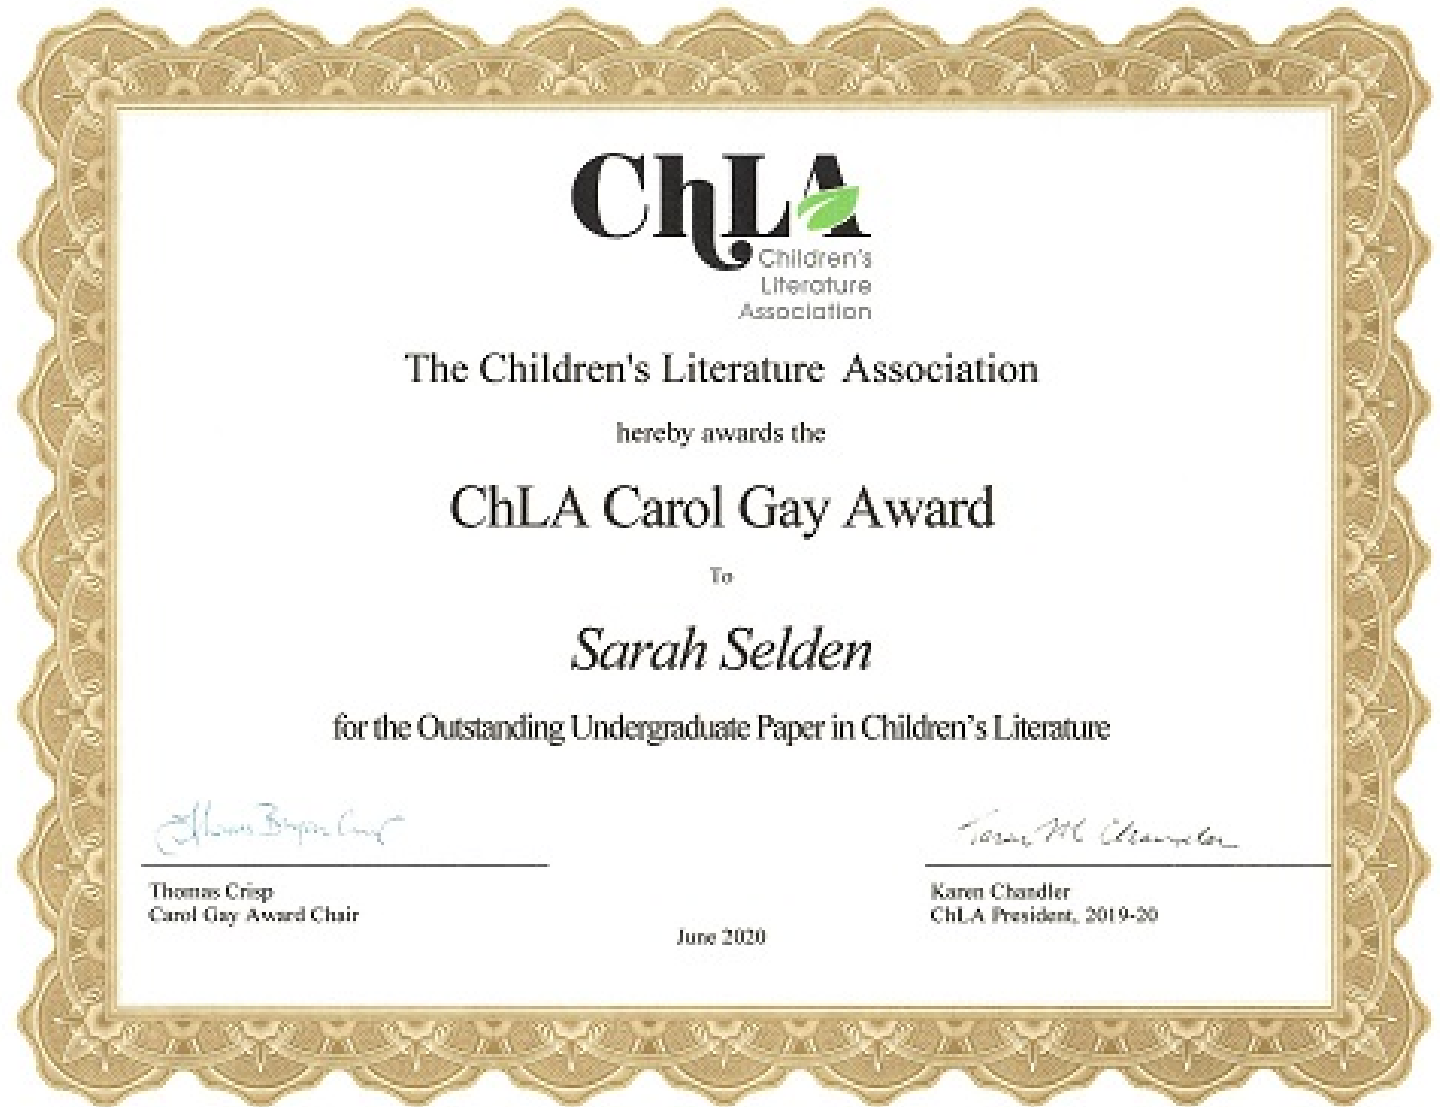 ChLA
Children's
Literature
Association
The Children's Literature Association
hereby awards the
ChLA Carol Gay Award
To
Sarah Selden
for the Outstanding Undergraduate Paper in Children's Literature
Thomas Crisp
Carol Gay Award Chair
Karen M Chandler
Karen Chandler
ChLA President, 2019-20
June 2020